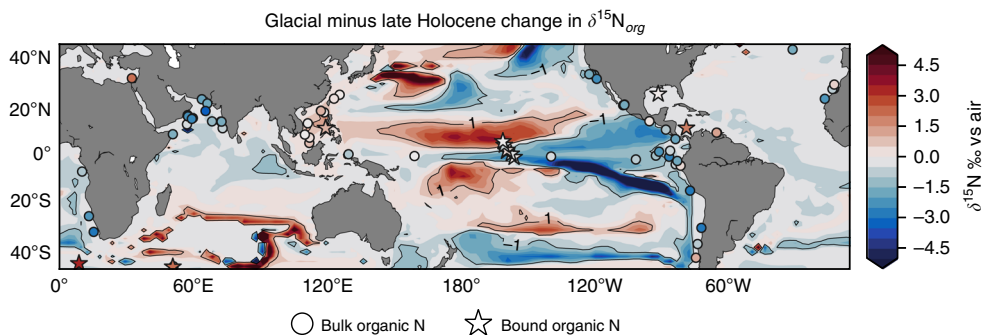 Glacial minus late Holocene change in δ¹⁵N_org
40°N
20°N
0°
20°S
40°S
−1
−1
1
−1
1
1
−1
0°
60°E
120°E
180°
120°W
60°W
4.5
3.0
1.5
0.0
−1.5
−3.0
−4.5
δ¹⁵N ‰ vs air
Bulk organic N
Bound organic N